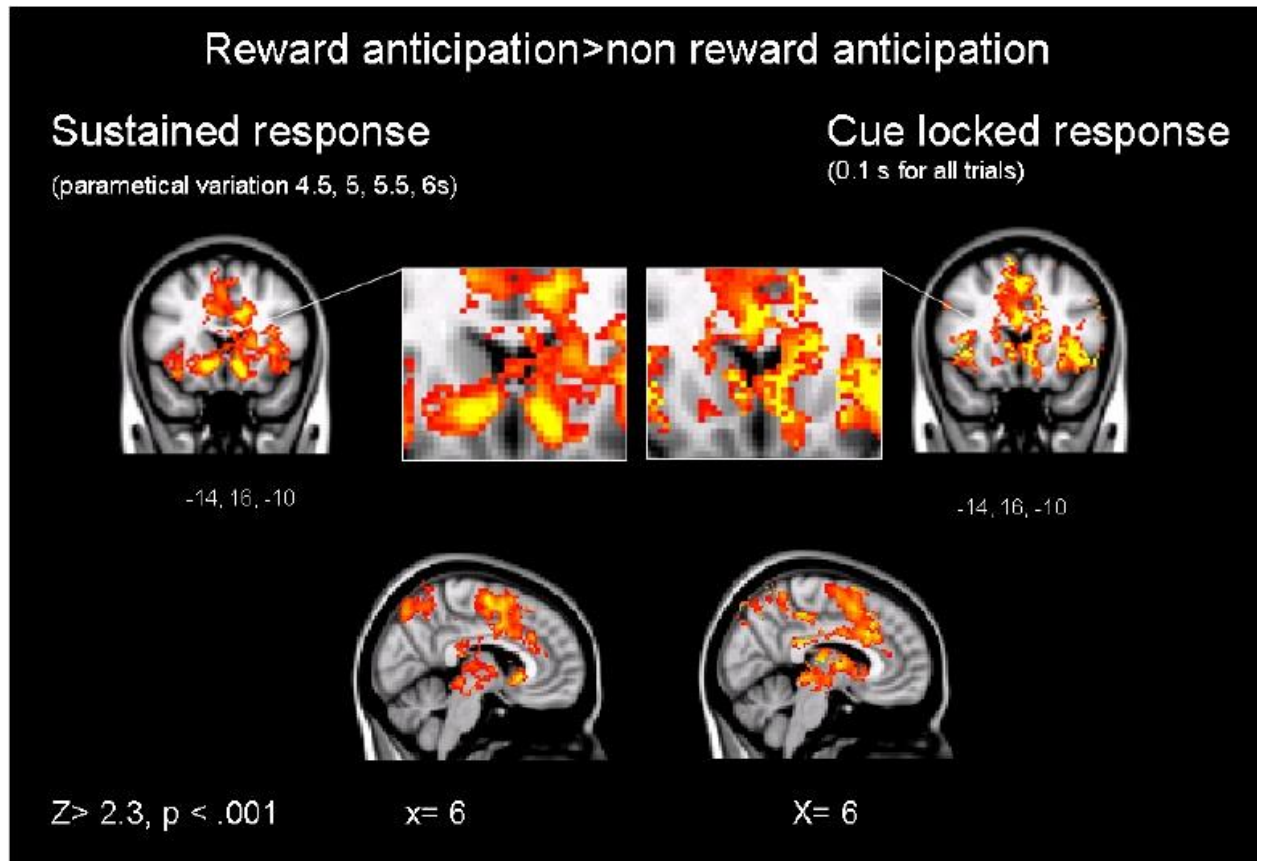 Reward anticipation>non reward anticipation
Sustained response
(parametical variation 4.5, 5, 5.5, 6s)
Cue locked response
(0.1 s for all trials)
-14, 16, -10
-14, 16, -10
Z> 2.3, p < .001
x= 6
X= 6